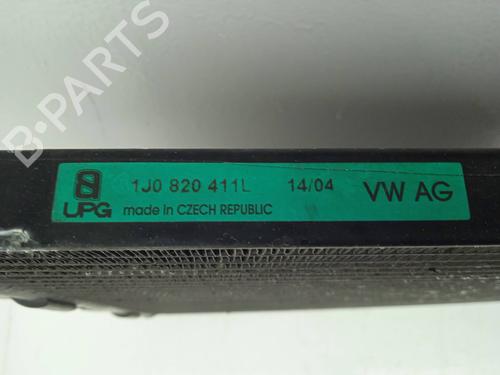 B-PARTS
1J0 820 411L 14/04 VW AG
UPG made in CZECH REPUBLIC